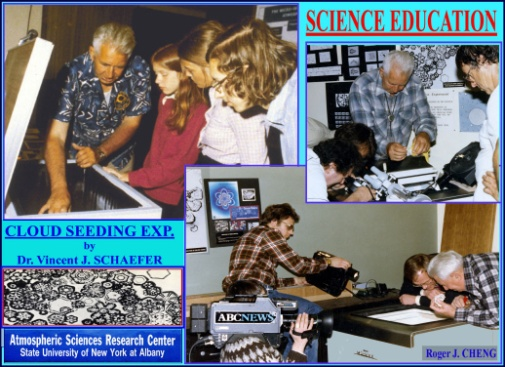 SCIENCE EDUCATION
CLOUD SEEDING EXP.
by
Dr. Vincent J. SCHAEFER
Atmospheric Sciences Research Center
State University of New York at Albany
ABCNEWS
Roger J. CHENG